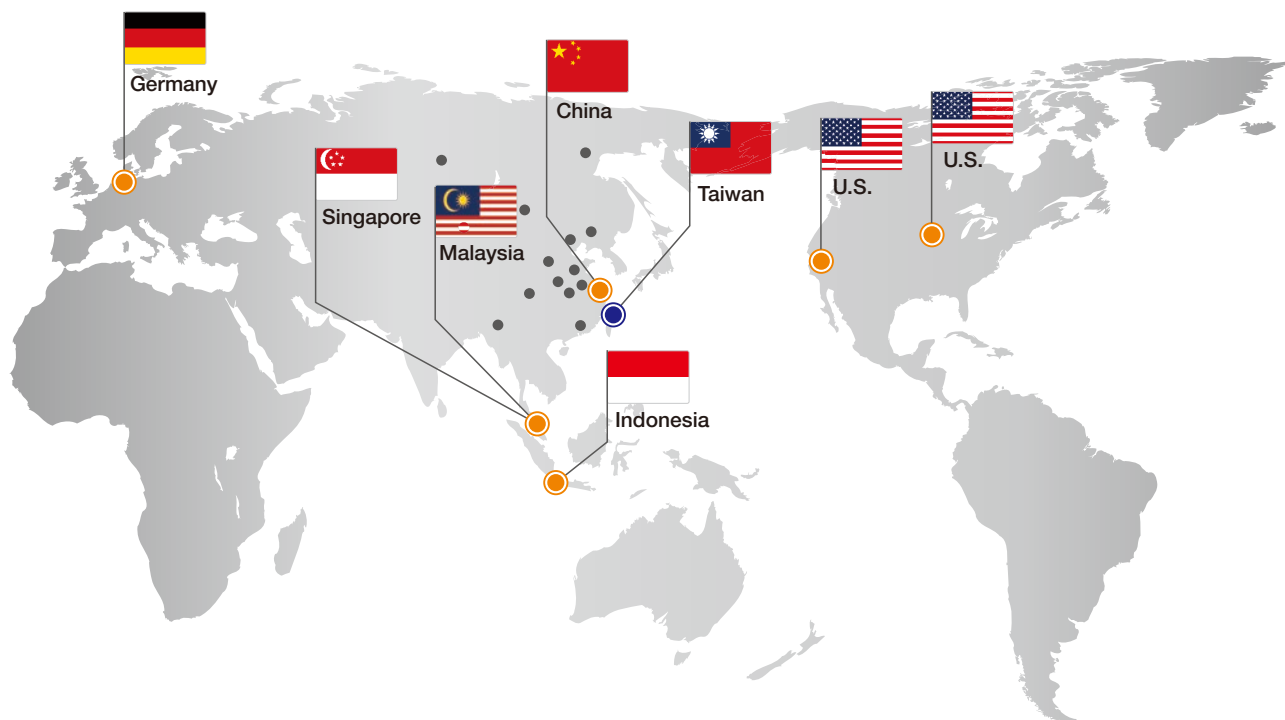 Germany
China
U.S.
U.S.
Taiwan
Singapore
Malaysia
Indonesia